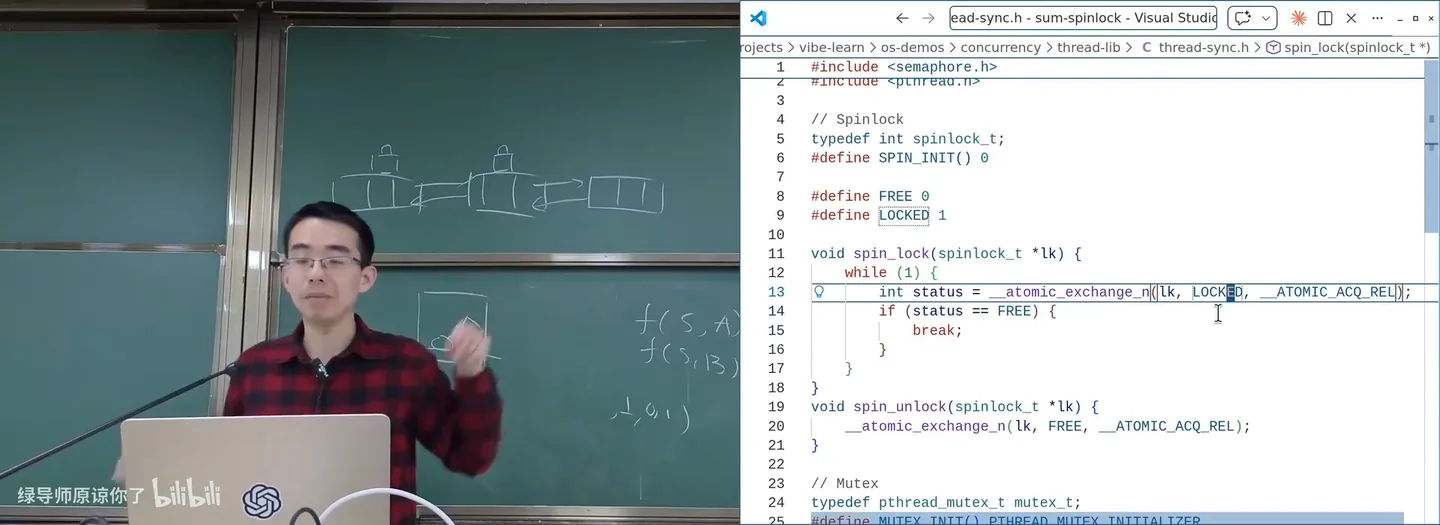 f(S,A)
f(S,B)
,1,0,1)
绿导师原谅你了 bilibili
ead-sync.h - sum-spinlock - Visual Studic
rojects > vibe-learn > os-demos > concurrency > thread-lib > C thread-sync.h > spin_lock(spinlock_t *)
1 #include <semaphore.h>
2 #include <pthread.h>
3
4 // Spinlock
5 typedef int spinlock_t;
6 #define SPIN_INIT() 0
7
8 #define FREE 0
9 #define LOCKED 1
10
11 void spin_lock(spinlock_t *lk) {
12 while (1) {
13 int status = __atomic_exchange_n(lk, LOCKED, __ATOMIC_ACQ_REL);
14 if (status == FREE) {
15 break;
16 }
17 }
18 }
19 void spin_unlock(spinlock_t *lk) {
20 __atomic_exchange_n(lk, FREE, __ATOMIC_ACQ_REL);
21 }
22
23 // Mutex
24 typedef pthread_mutex_t mutex_t;
25 #define MUTEX_INIT() PTHREAD_MUTEX_INITIALIZER